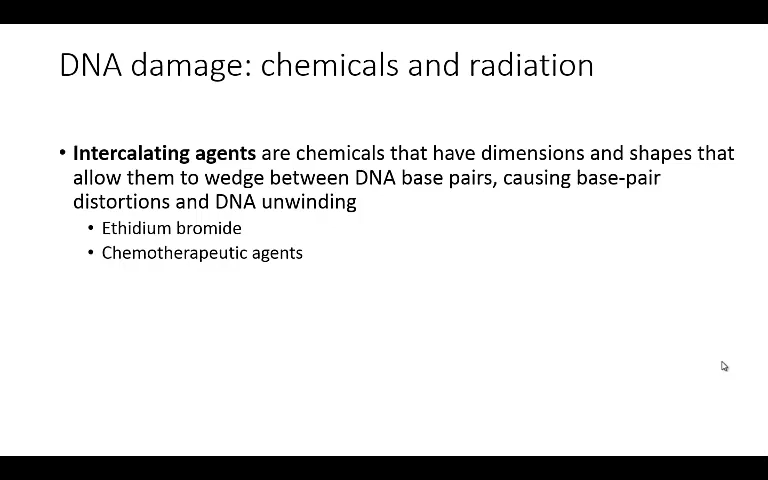 DNA damage: chemicals and radiation
• Intercalating agents are chemicals that have dimensions and shapes that
allow them to wedge between DNA base pairs, causing base-pair
distortions and DNA unwinding
• Ethidium bromide
• Chemotherapeutic agents